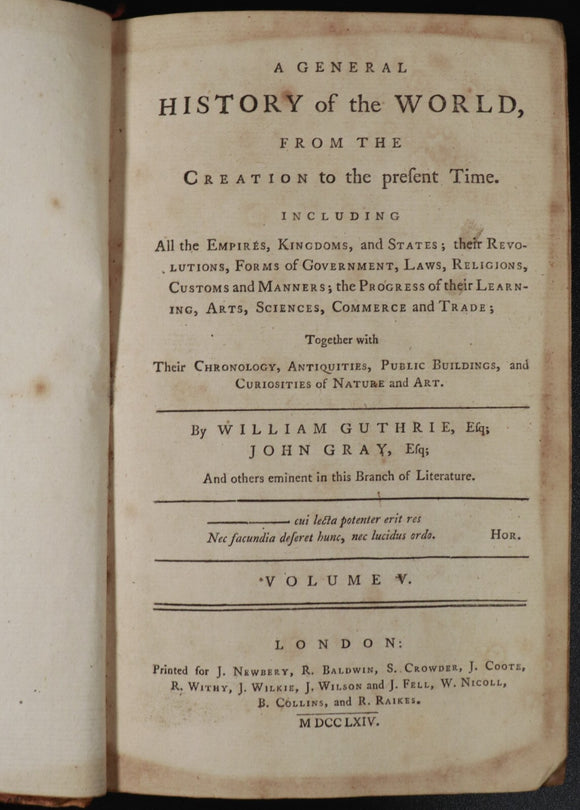 A GENERAL
HISTORY of the WORLD,
FROM THE
CREATION to the preſent Time.
INCLUDING
All the EMPIRES, KINGDOMS, and STATES; their REVO-
LUTIONS, FORMS of GOVERNMENT, LAWS, RELIGIONS,
CUSTOMS and MANNERS; the PROGRESS of their LEARN-
ING, ARTS, SCIENCES, COMMERCE and TRADE;
Together with
Their CHRONOLOGY, ANTIQUITIES, PUBLIC BUILDINGS, and
CURIOSITIES of NATURE and ART.
By WILLIAM GUTHRIE, Eſq;
JOHN GRAY, Eſq;
And others eminent in this Branch of Literature.
——— cui lecta potenter erit res
Nec facundia deſeret hunc, nec lucidus ordo. HOR.
VOLUME V.
LONDON:
Printed for J. NEWBERY, R. BALDWIN, S. CROWDER, J. COOTE,
R. WITHY, J. WILKIE, J. WILSON and J. FELL, W. NICOLL,
B. COLLINS, and R. RAIKES.
M DCC LXIV.